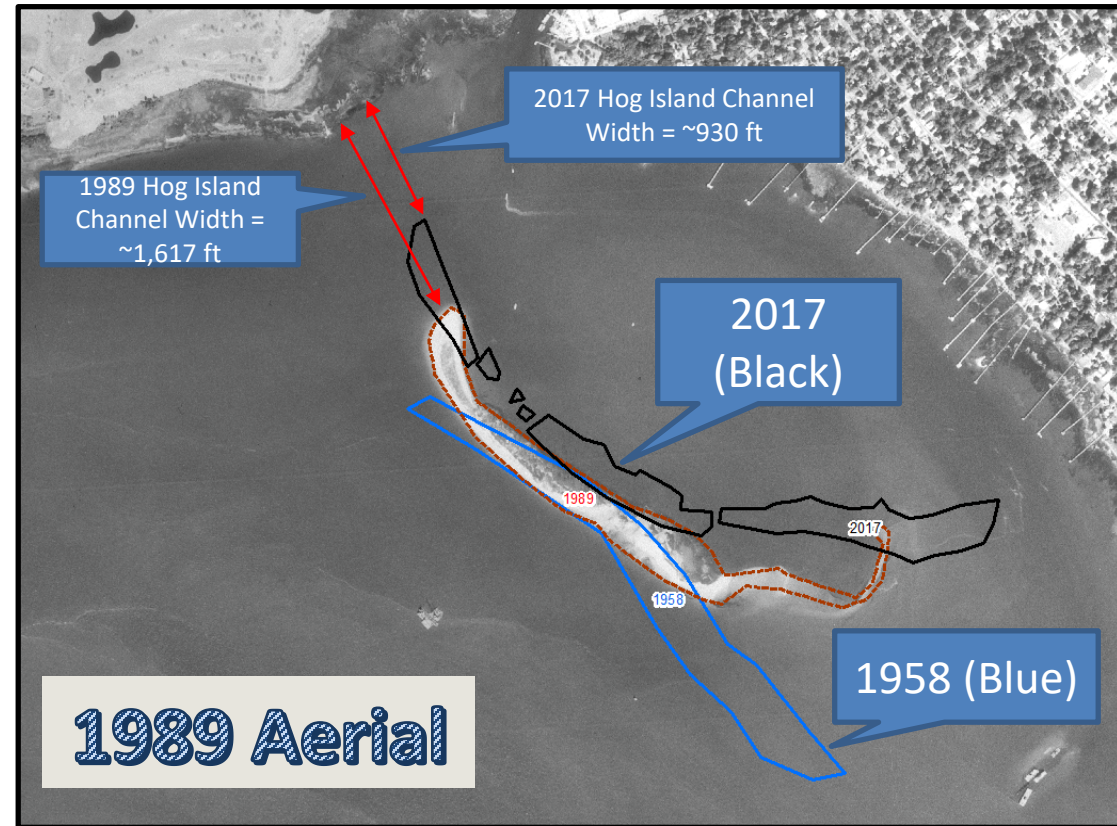 2017 Hog Island Channel
Width = ~930 ft
1989 Hog Island
Channel Width =
~1,617 ft
2017
(Black)
1989
2017
1958
1958 (Blue)
1989 Aerial